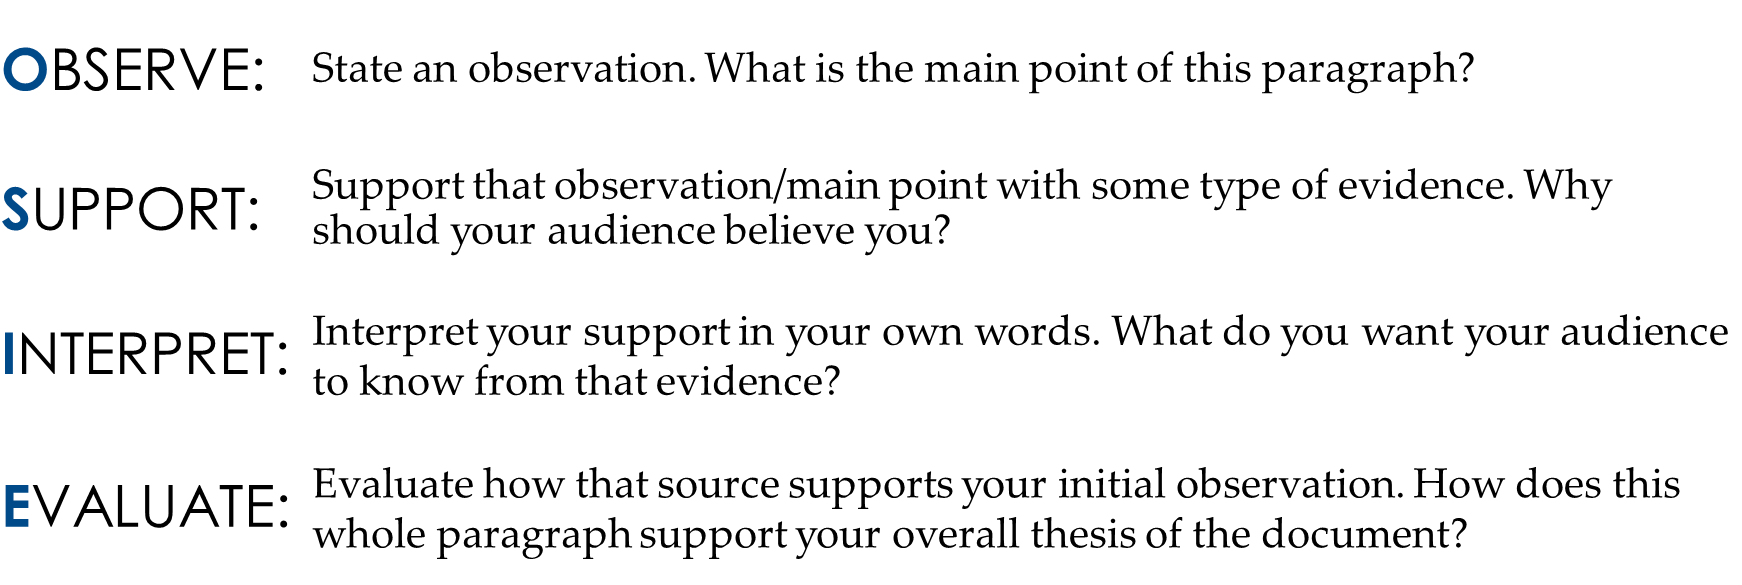 OBSERVE: State an observation. What is the main point of this paragraph?
SUPPORT: Support that observation/main point with some type of evidence. Why
should your audience believe you?
INTERPRET: Interpret your support in your own words. What do you want your audience
to know from that evidence?
EVALUATE: Evaluate how that source supports your initial observation. How does this
whole paragraph support your overall thesis of the document?